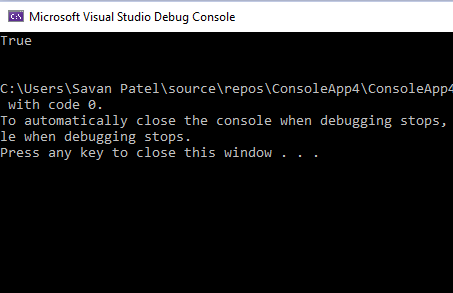 Microsoft Visual Studio Debug Console
True
C:\Users\Savan Patel\source\repos\ConsoleApp4\ConsoleApp4
with code 0.
To automatically close the console when debugging stops,
le when debugging stops.
Press any key to close this window . . .